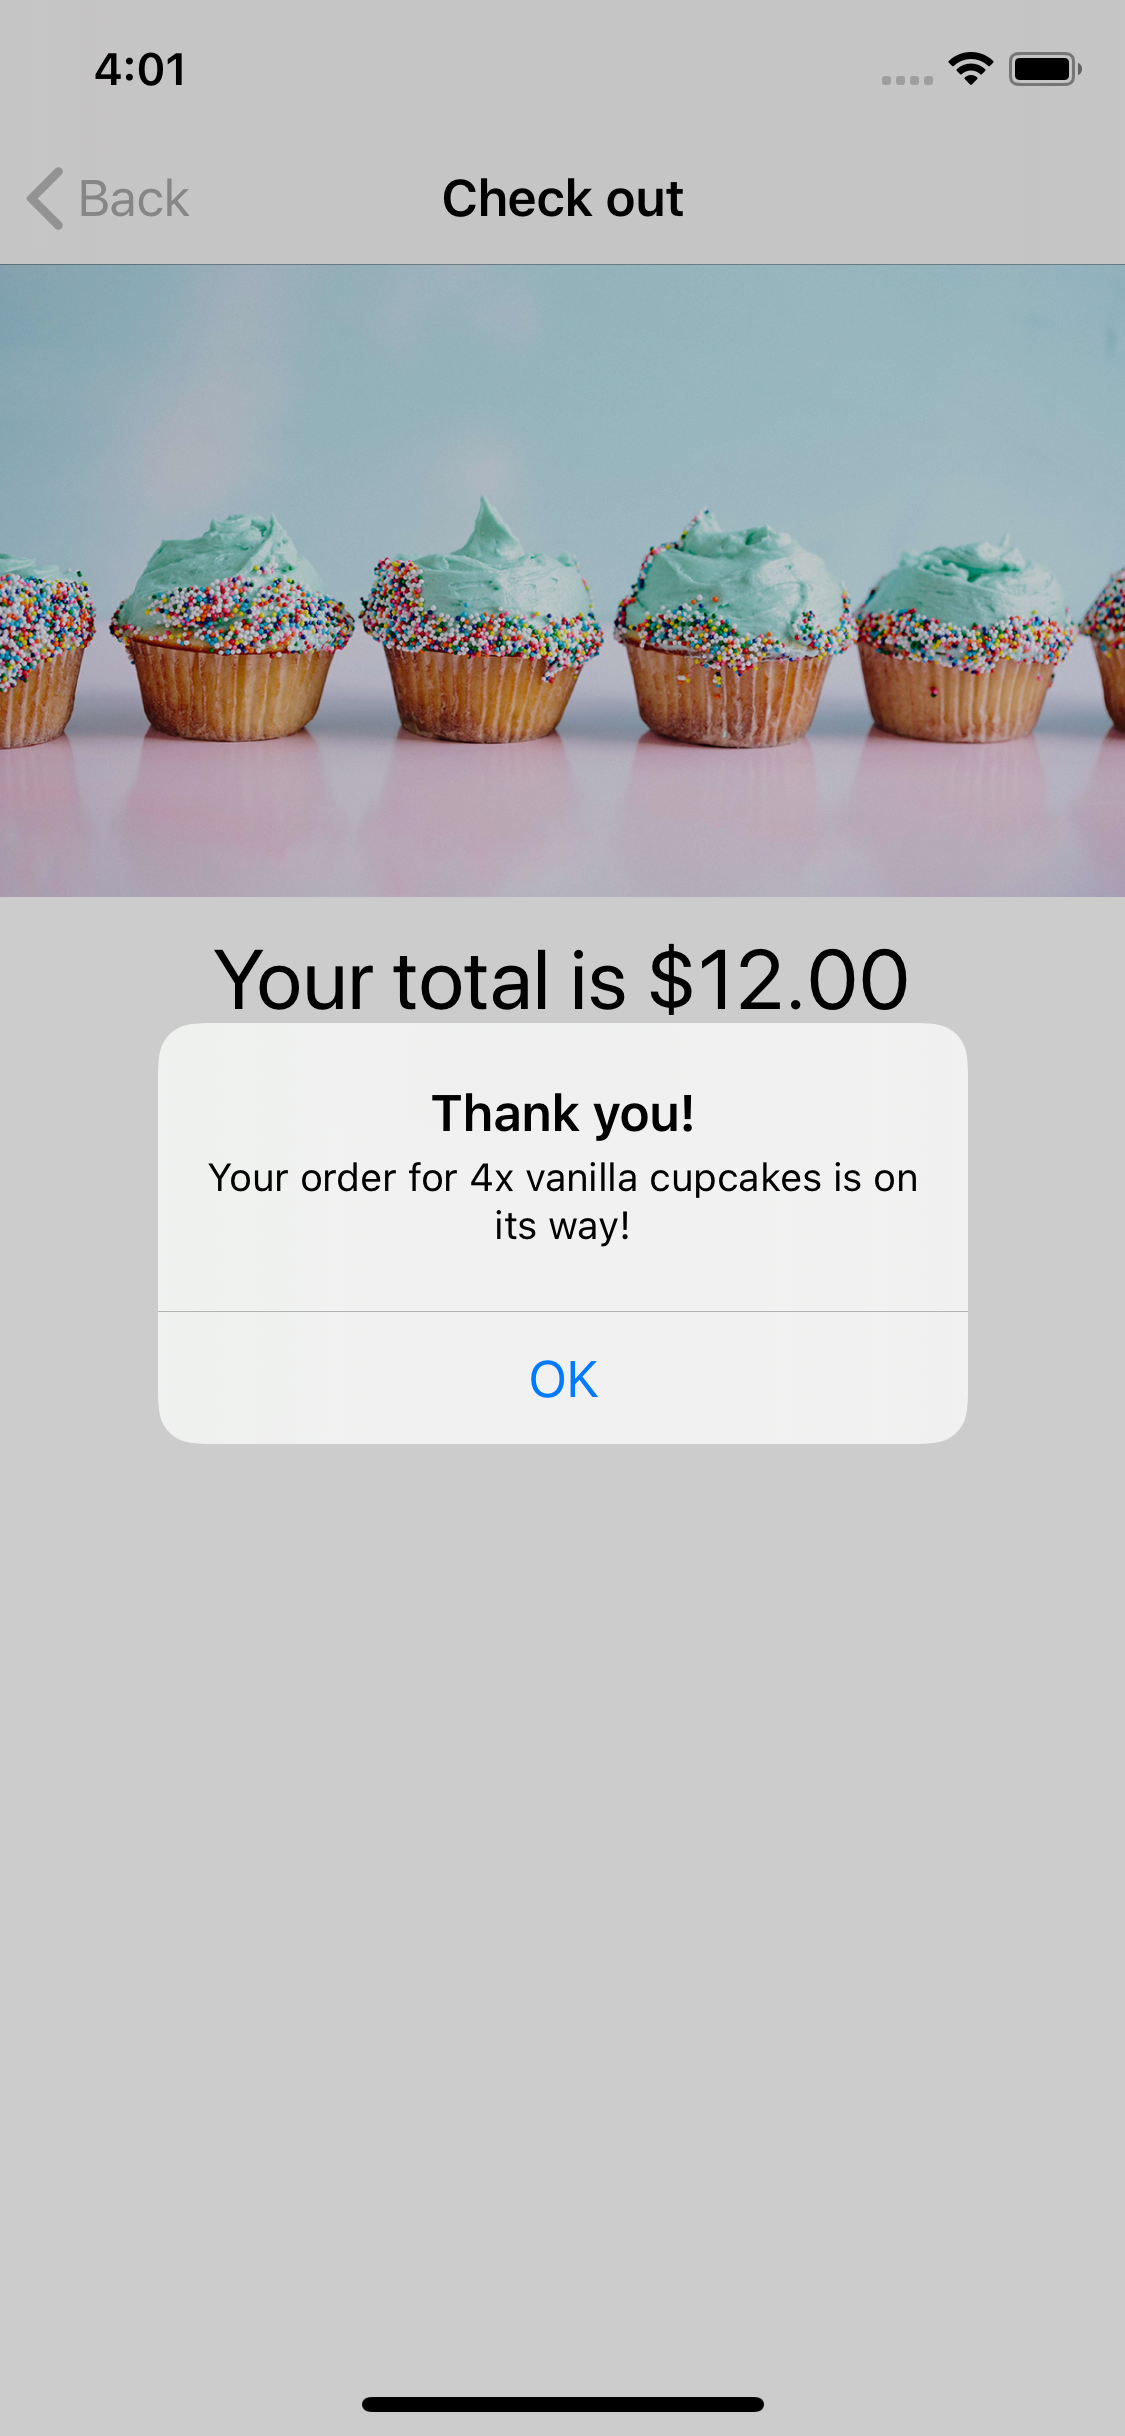 4:01
Back
Check out
Your total is $12.00
Thank you!
Your order for 4x vanilla cupcakes is on
its way!
OK